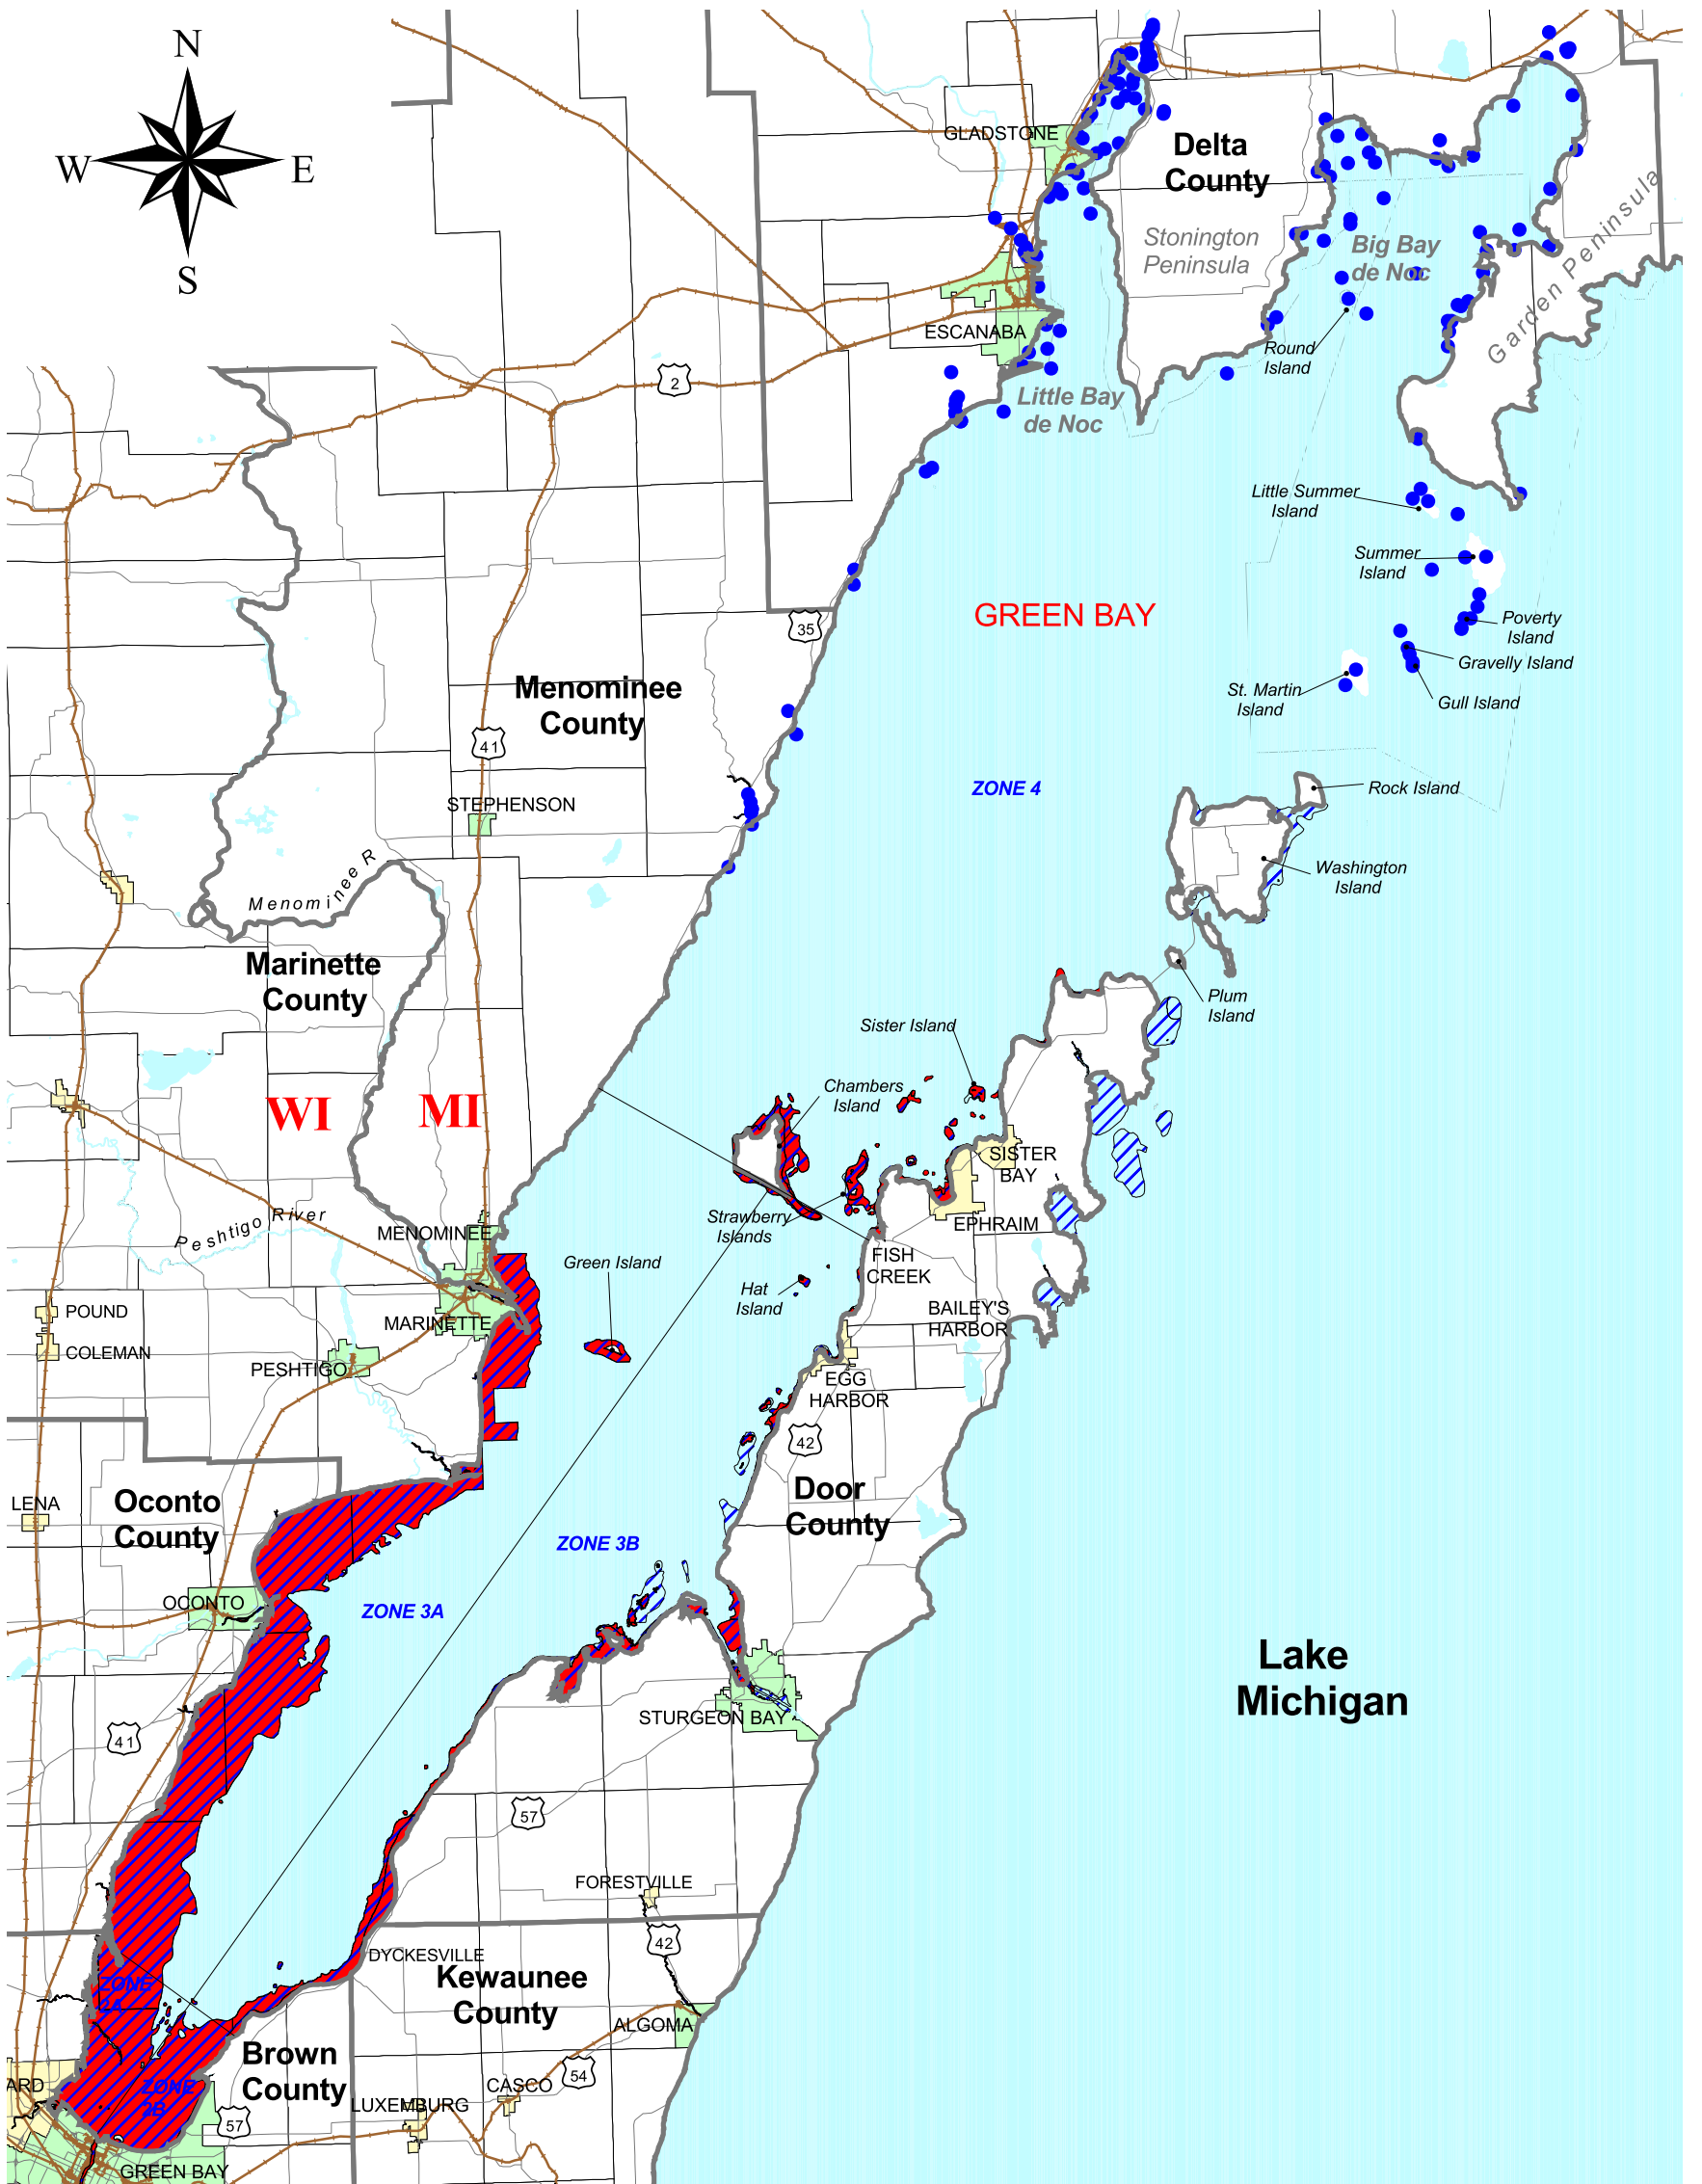 N
W
E
S
GLADSTONE
Delta
County
Stonington
Peninsula
Big Bay
de Noc
Garden Peninsula
ESCANABA
Round
Island
2
Little Bay
de Noc
Little Summer
Island
Summer
Island
35
GREEN BAY
Poverty
Island
Gravelly Island
Menominee
County
St. Martin
Island
Gull Island
41
ZONE 4
Rock Island
STEPHENSON
Washington
Island
Menominee R
Marinette
County
Plum
Island
Sister Island
Chambers
Island
WI
MI
SISTER
BAY
Peshtigo River
Strawberry
Islands
EPHRAIM
MENOMINEE
Green Island
FISH
CREEK
Hat
Island
POUND
MARINETTE
BAILEY'S
HARBOR
COLEMAN
PESHTIGO
EGG
HARBOR
42
LENA
Oconto
County
Door
County
ZONE 3B
OCONTO
ZONE 3A
Lake
Michigan
STURGEON BAY
41
57
FORESTVILLE
42
DYCKESVILLE
Kewaunee
County
ZONE
2A
ALGOMA
Brown
County
54
ARD
ZONE
2B
CASCO
LUXEMBURG
57
GREEN BAY